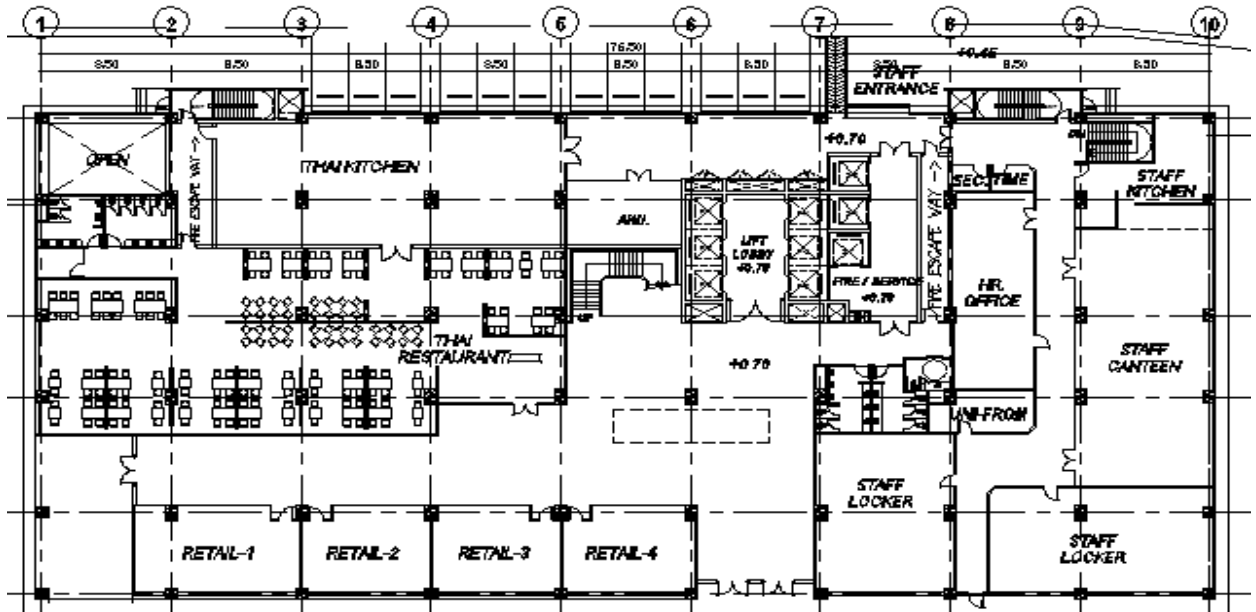 1 2 3 4 5 6 7 8 9 10
76.50
8.50 8.50 8.50 8.50 8.50 8.50 8.50 8.50 8.50
+0.45
STAFF
ENTRANCE
+0.70
OPEN
THAI KITCHEN
FIRE ESCAPE WAY -->
FIRE ESCAPE WAY -->
SEC. TIME
STAFF
KITCHEN
DN
AHU.
LIFT
LOBBY
+0.70
FIRE / SERVICE
+0.70
HR.
OFFICE
UP
THAI
RESTAURANT
+0.70
STAFF
CANTEEN
UNI-FROM
STAFF
LOCKER
RETAIL-1
RETAIL-2
RETAIL-3
RETAIL-4
STAFF
LOCKER